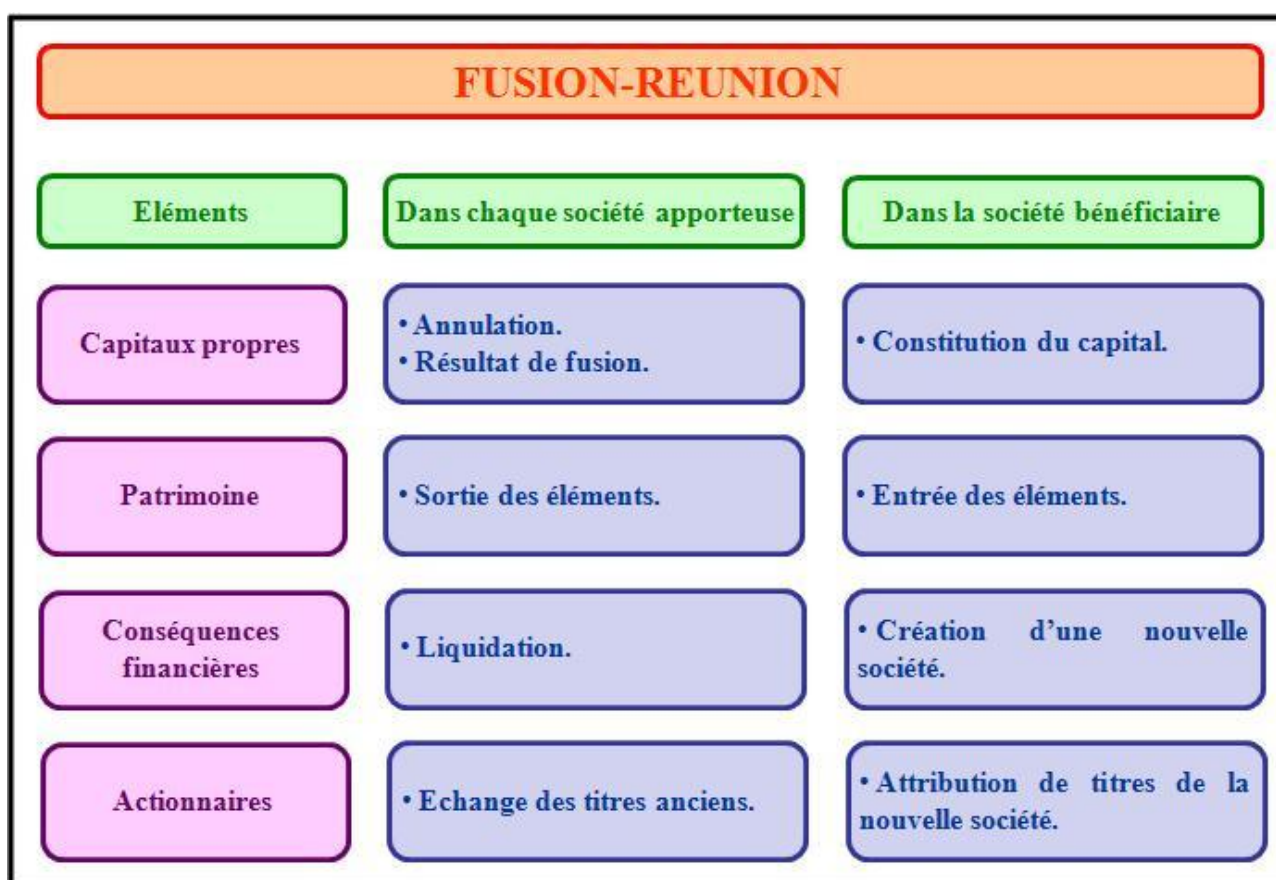 FUSION-REUNION
Eléments
Dans chaque société apporteuse
Dans la société bénéficiaire
Capitaux propres
• Annulation.
• Résultat de fusion.
• Constitution du capital.
Patrimoine
• Sortie des éléments.
• Entrée des éléments.
Conséquences
financières
• Liquidation.
• Création d’une nouvelle
société.
Actionnaires
• Echange des titres anciens.
• Attribution de titres de la
nouvelle société.